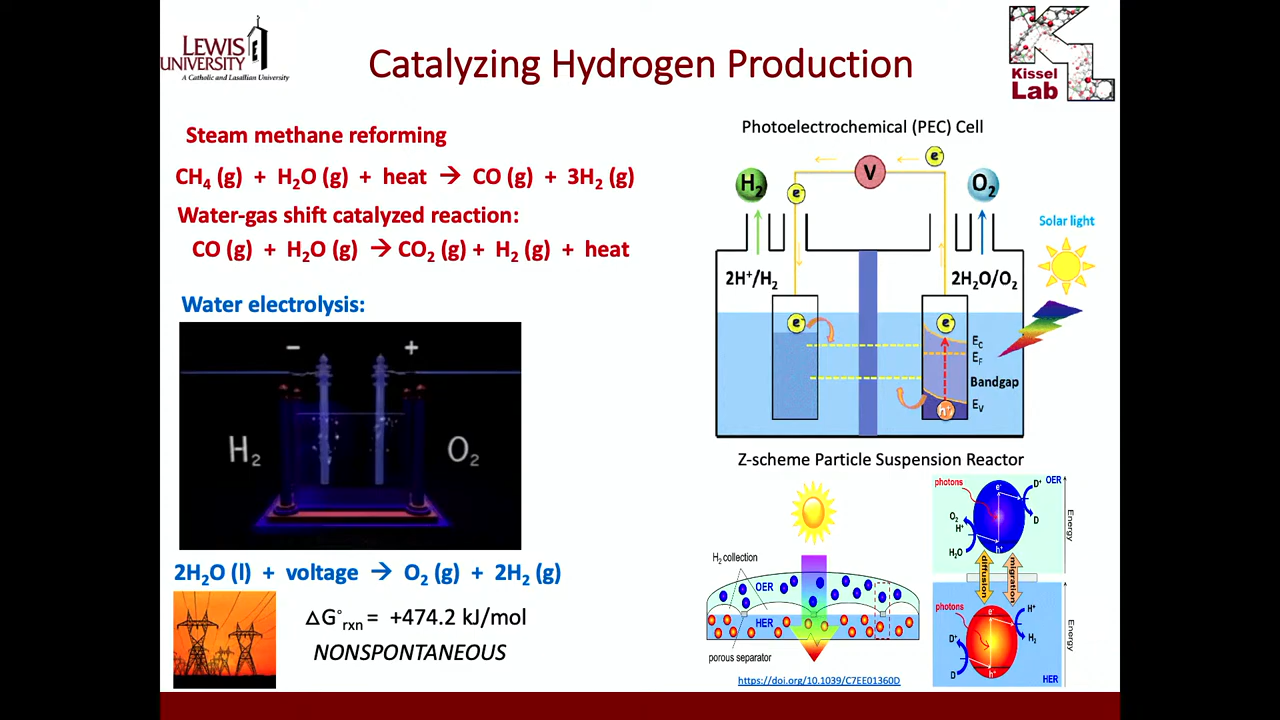 LEWIS
UNIVERSITY
A Catholic and Lasallian University
Catalyzing Hydrogen Production
Kissel
Lab
Steam methane reforming
CH₄ (g) + H₂O (g) + heat → CO (g) + 3H₂ (g)
Water-gas shift catalyzed reaction:
CO (g) + H₂O (g) → CO₂ (g) + H₂ (g) + heat
Water electrolysis:
− +
H₂ O₂
2H₂O (l) + voltage → O₂ (g) + 2H₂ (g)
△G°rxn = +474.2 kJ/mol
NONSPONTANEOUS
Photoelectrochemical (PEC) Cell
e⁻
V
H₂
e⁻
O₂
Solar light
2H⁺/H₂
2H₂O/O₂
e⁻
e⁻
E_C
E_F
Bandgap
E_V
h⁺
Z-scheme Particle Suspension Reactor
H₂ collection
OER
HER
porous separator
https://doi.org/10.1039/C7EE01360D
photons
e⁻
D⁺
OER
O₂
H⁺
D
H₂O
h⁺
Energy
diffusion
migration
photons
e⁻
H⁺
H₂
D⁺
D
h⁺
HER
Energy